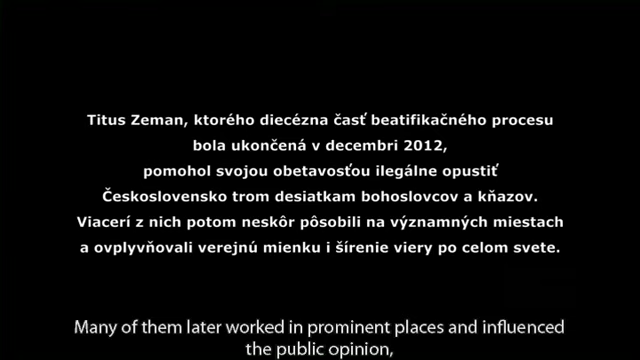 Titus Zeman, ktorého diecézna časť beatifikačného procesu
bola ukončená v decembri 2012,
pomohol svojou obetavosťou ilegálne opustiť
Československo trom desiatkam bohoslovcov a kňazov.
Viacerí z nich potom neskôr pôsobili na významných miestach
a ovplyvňovali verejnú mienku i šírenie viery po celom svete.
Many of them later worked in prominent places and influenced
the public opinion,